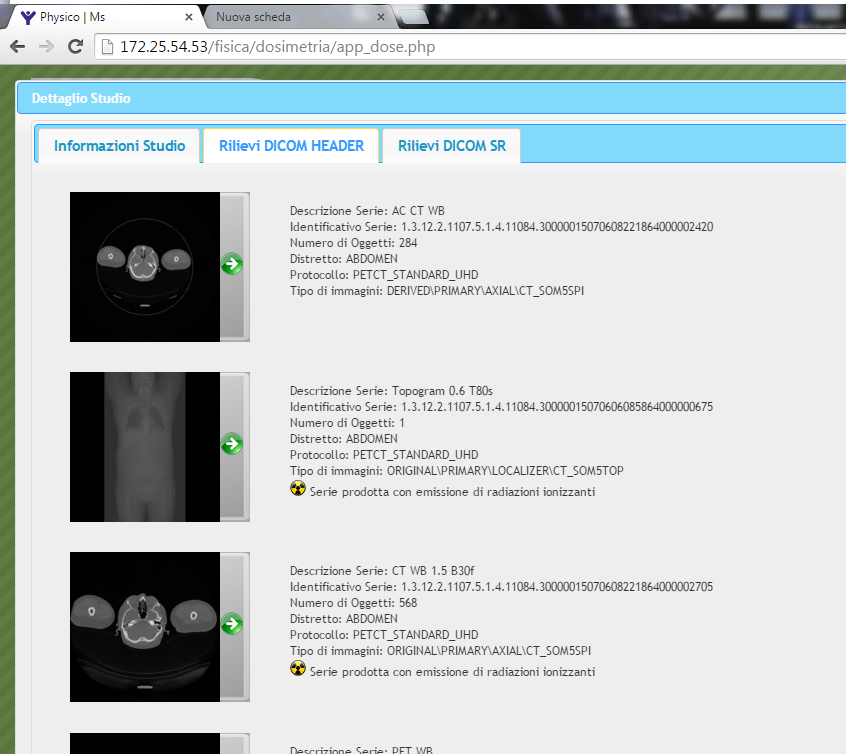 Physico | Ms
Nuova scheda
172.25.54.53/fisica/dosimetria/app_dose.php
Dettaglio Studio
Informazioni Studio
Rilievi DICOM HEADER
Rilievi DICOM SR
Descrizione Serie: AC CT WB
Identificativo Serie: 1.3.12.2.1107.5.1.4.11084.30000015070608221864000002420
Numero di Oggetti: 284
Distretto: ABDOMEN
Protocollo: PETCT_STANDARD_UHD
Tipo di immagini: DERIVED\PRIMARY\AXIAL\CT_SOM5SPI
Descrizione Serie: Topogram 0.6 T80s
Identificativo Serie: 1.3.12.2.1107.5.1.4.11084.30000015070606085864000000675
Numero di Oggetti: 1
Distretto: ABDOMEN
Protocollo: PETCT_STANDARD_UHD
Tipo di immagini: ORIGINAL\PRIMARY\LOCALIZER\CT_SOM5TOP
Serie prodotta con emissione di radiazioni ionizzanti
Descrizione Serie: CT WB 1.5 B30f
Identificativo Serie: 1.3.12.2.1107.5.1.4.11084.30000015070608221864000002705
Numero di Oggetti: 568
Distretto: ABDOMEN
Protocollo: PETCT_STANDARD_UHD
Tipo di immagini: ORIGINAL\PRIMARY\AXIAL\CT_SOM5SPI
Serie prodotta con emissione di radiazioni ionizzanti
Descrizione Serie: PET WB